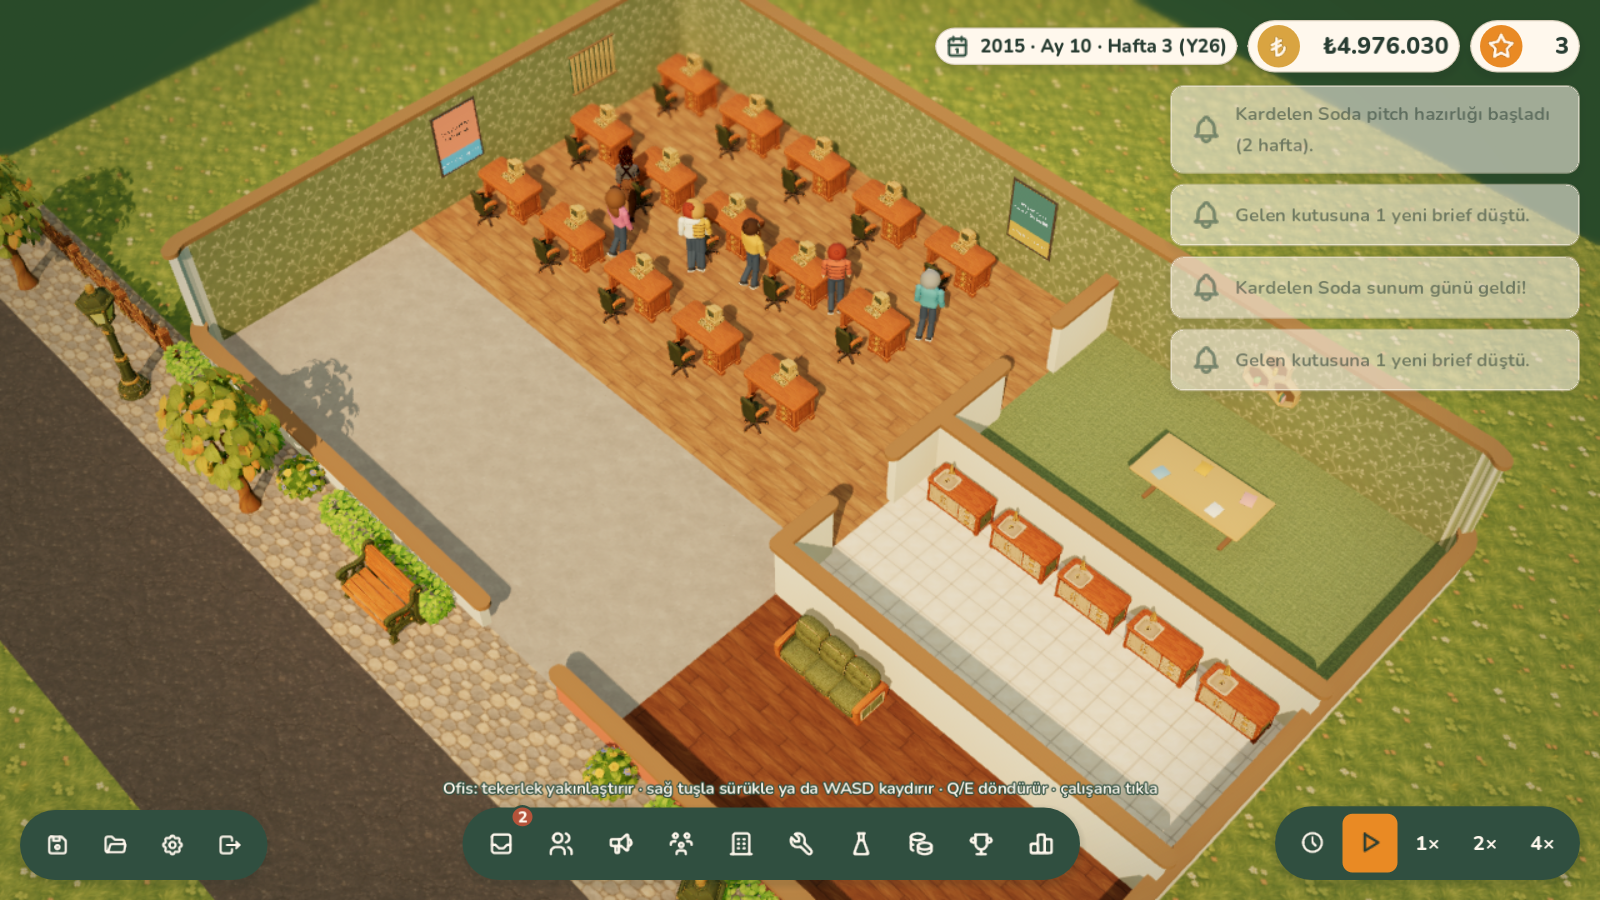 2015 · Ay 10 · Hafta 3 (Y26)
₺4.976.030
3
Kardelen Soda pitch hazırlığı başladı
(2 hafta).
Gelen kutusuna 1 yeni brief düştü.
Kardelen Soda sunum günü geldi!
Gelen kutusuna 1 yeni brief düştü.
Ofis: tekerlek yakınlaştırır · sağ tuşla sürükle ya da WASD kaydırır · Q/E döndürür · çalışana tıkla
2
1×
2×
4×